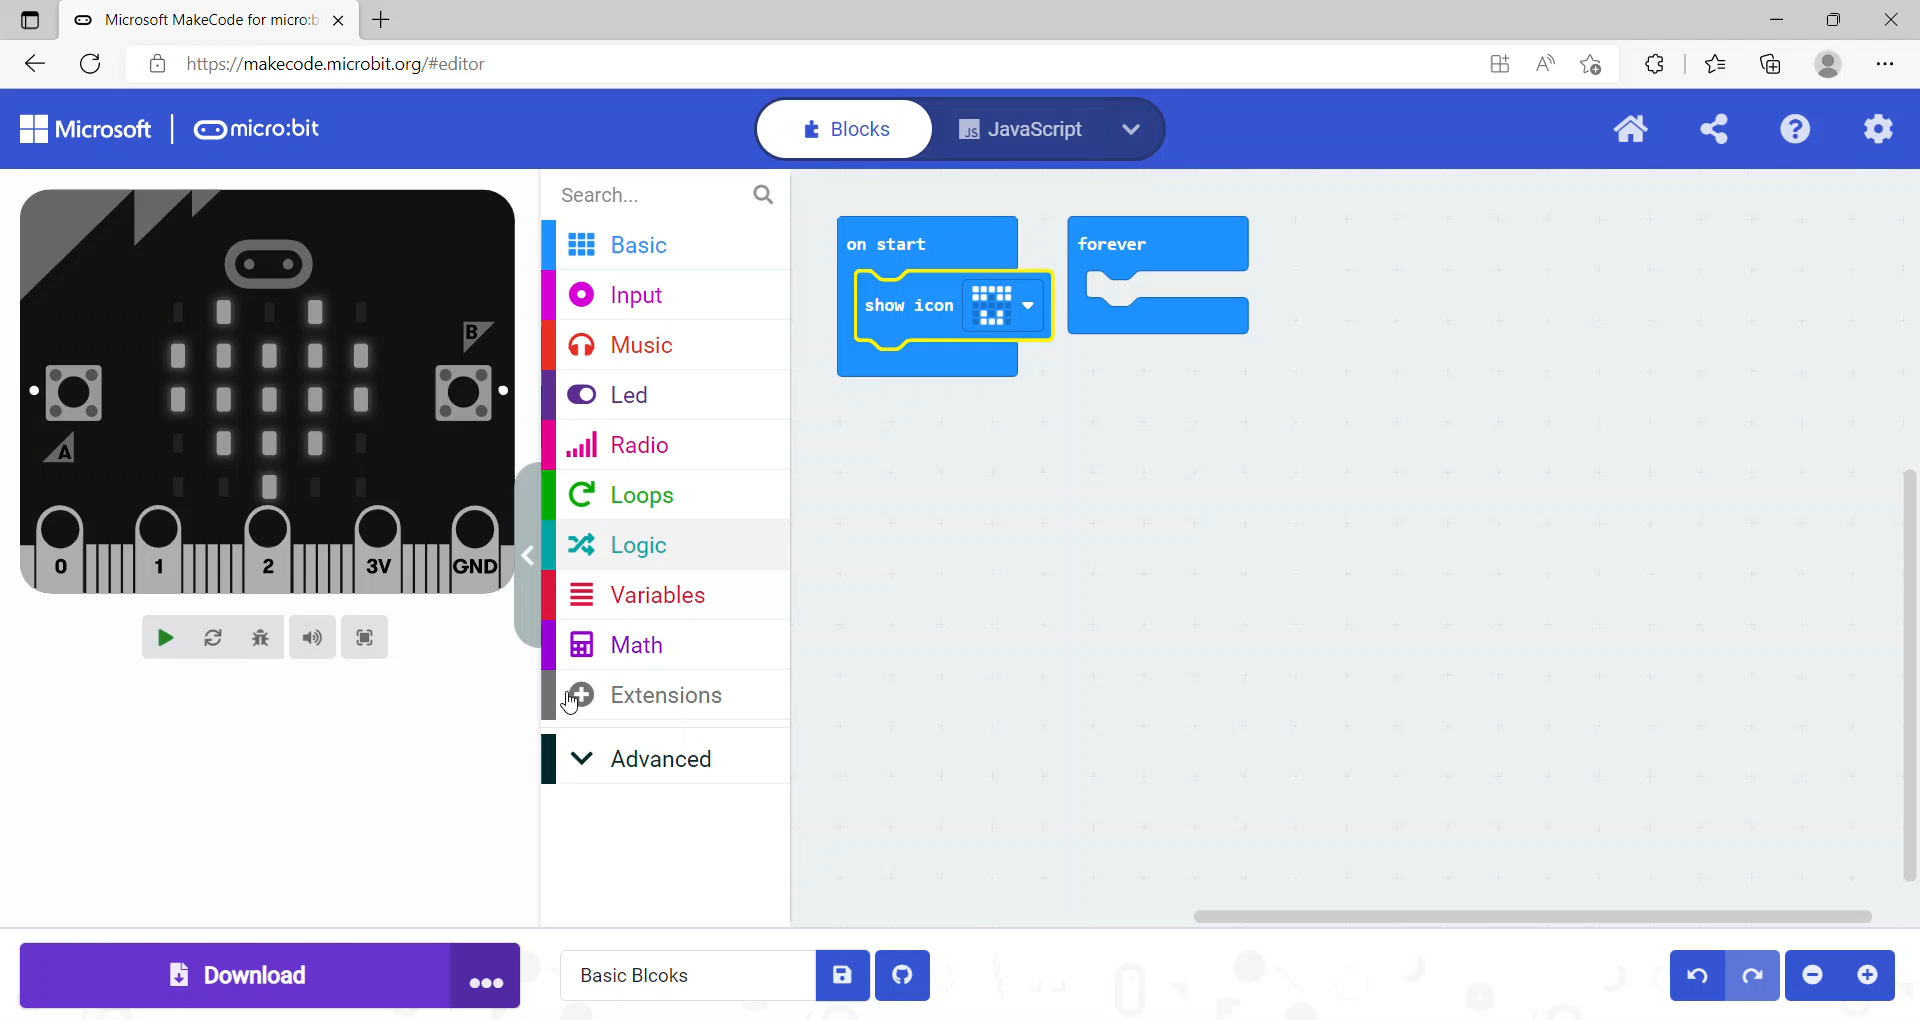 Microsoft MakeCode for micro:b
https://makecode.microbit.org/#editor
Microsoft | micro:bit
Blocks
JS JavaScript
Search...
Basic
Input
Music
Led
Radio
Loops
Logic
Variables
Math
Extensions
Advanced
on start
show icon
forever
B
A
0 1 2 3V GND
Download
Basic Blcoks